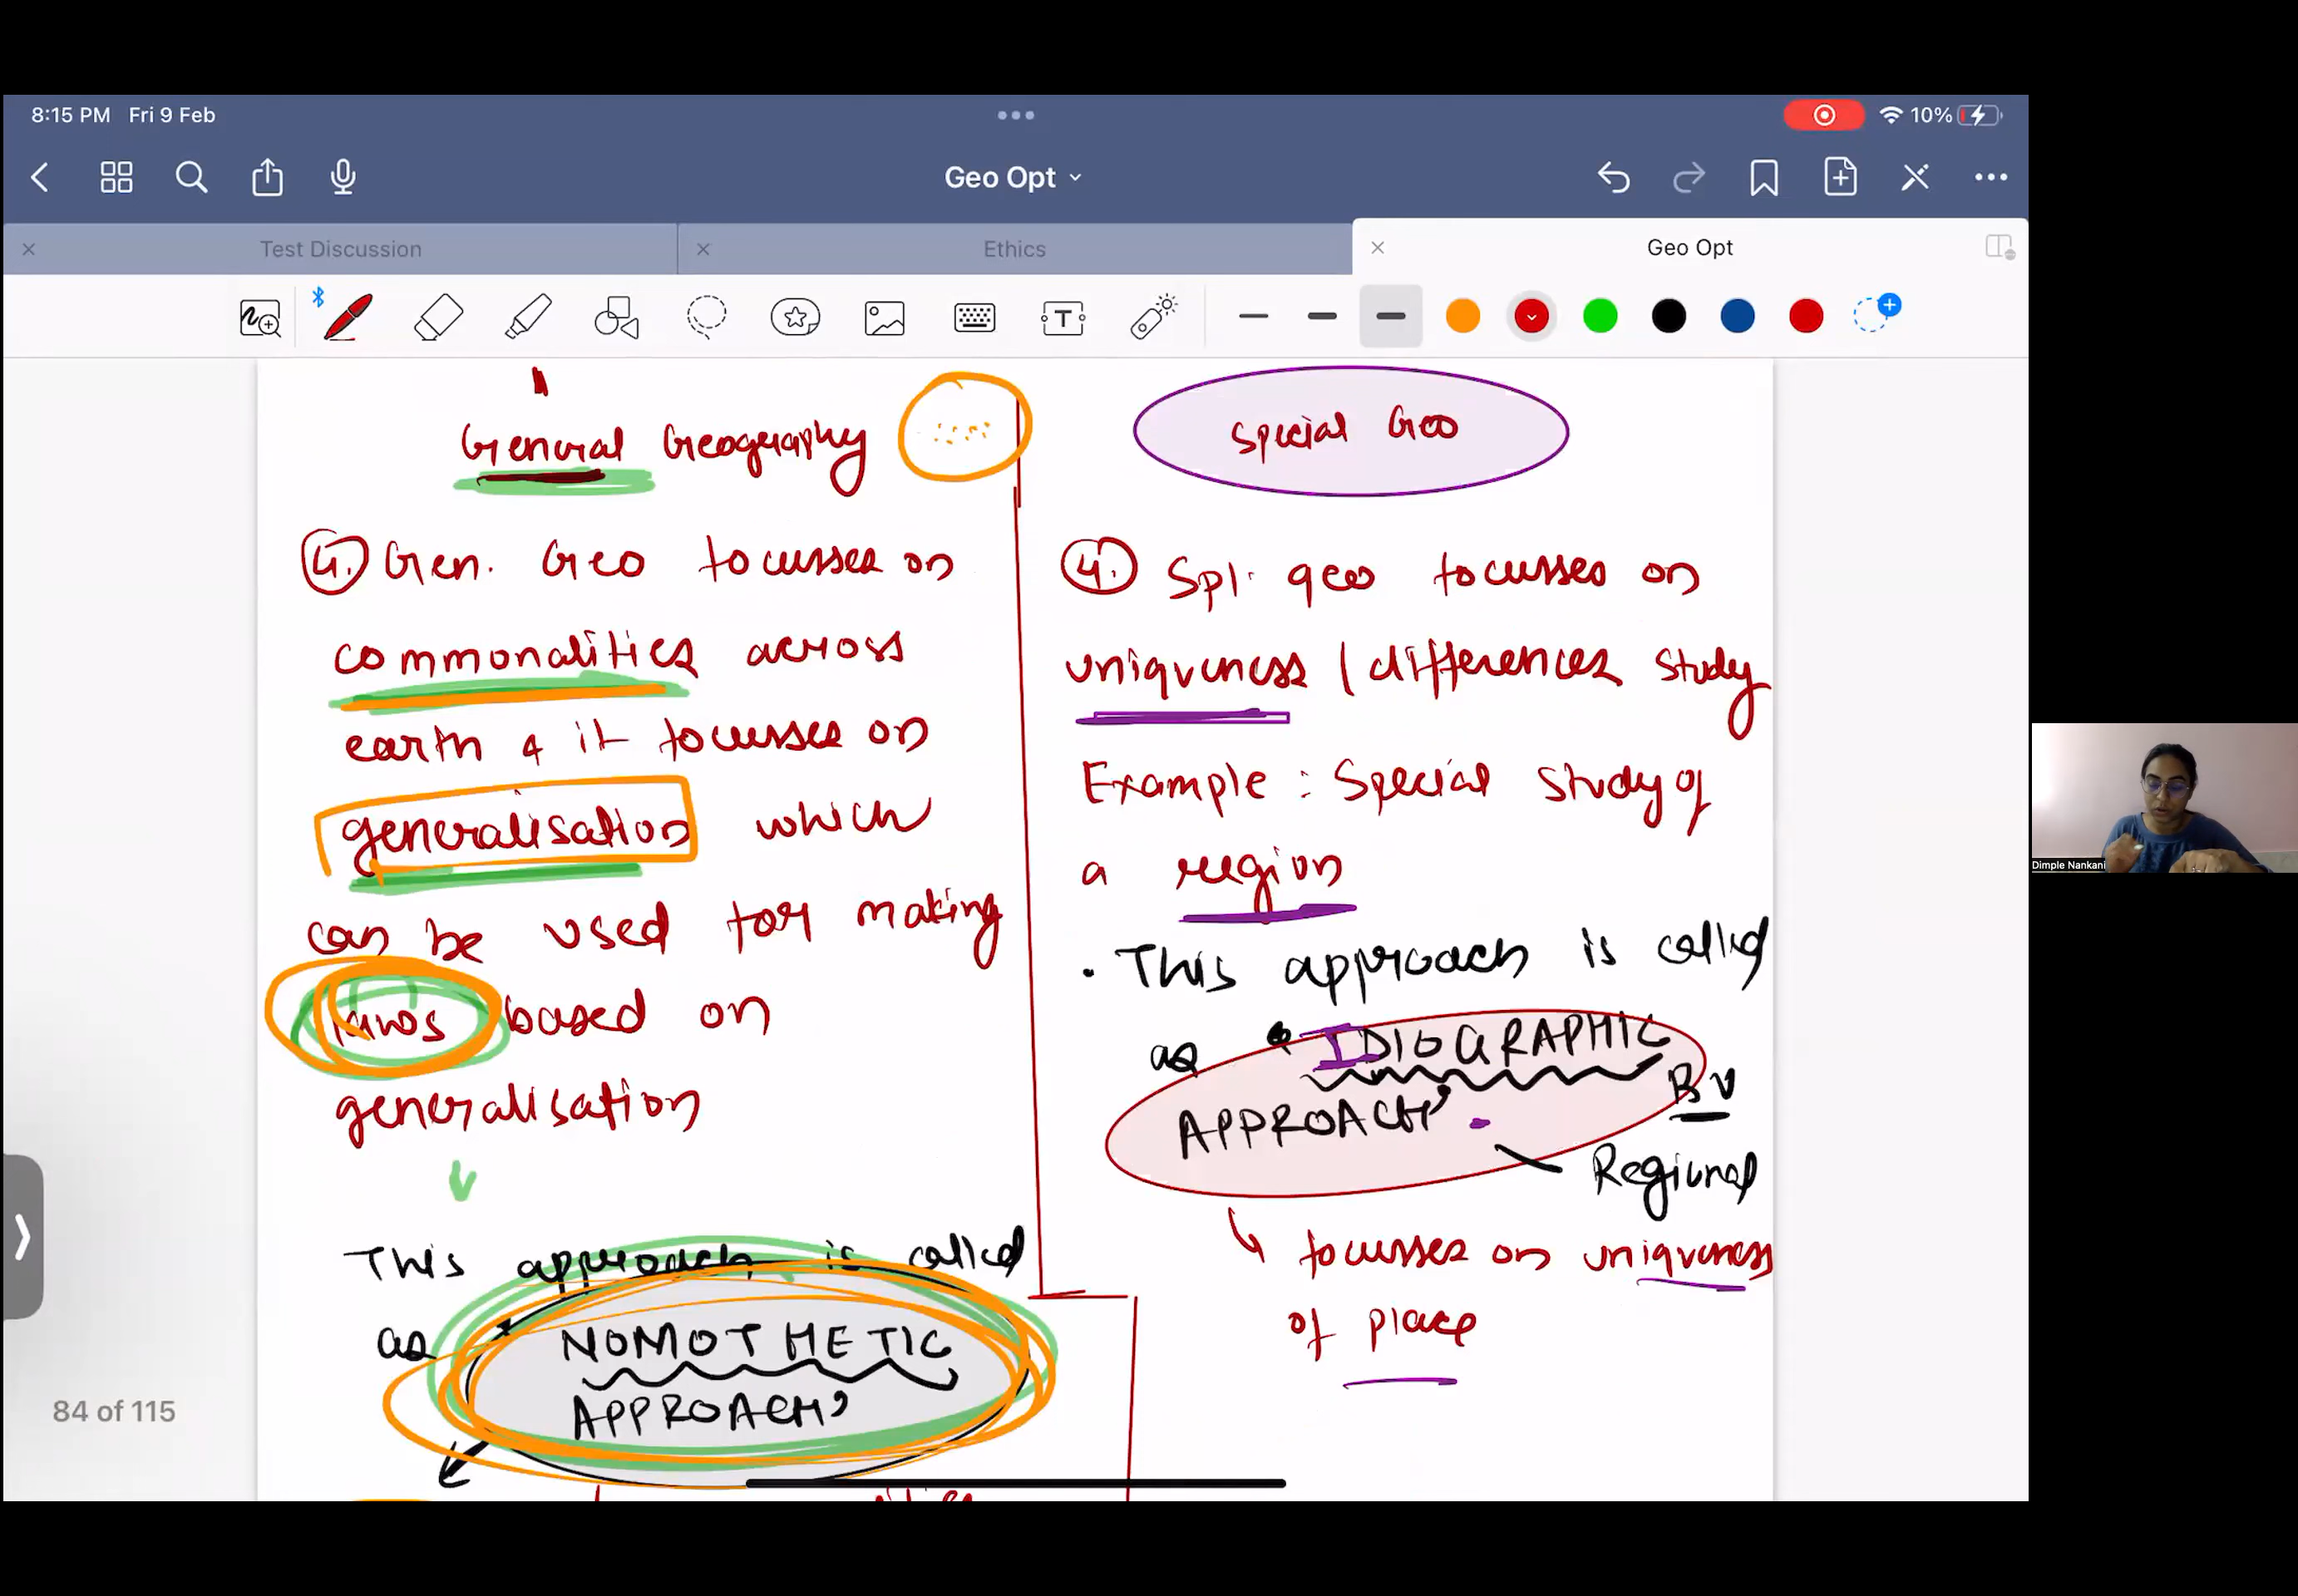 8:15 PM Fri 9 Feb
10%
Geo Opt
Test Discussion
Ethics
Geo Opt
General Geography
4. Gen. Geo focusses on
commonalities across
earth & it focusses on
generalisation which
can be used for making
laws based on
generalisation
This approach is called
as 'NOMOTHETIC
APPROACH'
Special Geo
4. Spl. geo focusses on
uniqueness / differences study
Example : Special study of
a region
• This approach is called
as 'IDIOGRAPHIC
APPROACH'
BV
Regional
focusses on uniqueness
of place
84 of 115
Dimple Nankani